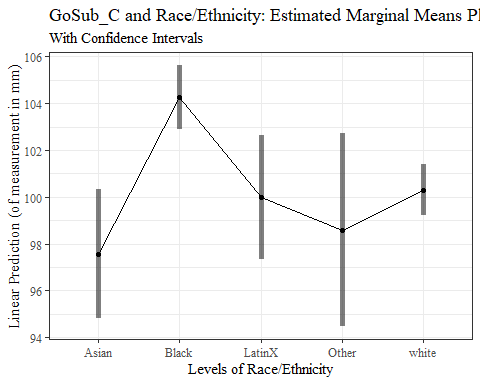 GoSub_C and Race/Ethnicity: Estimated Marginal Means Pl
With Confidence Intervals
106
104
102
100
98
96
94
Linear Prediction (of measurement in mm)
Asian Black LatinX Other white
Levels of Race/Ethnicity